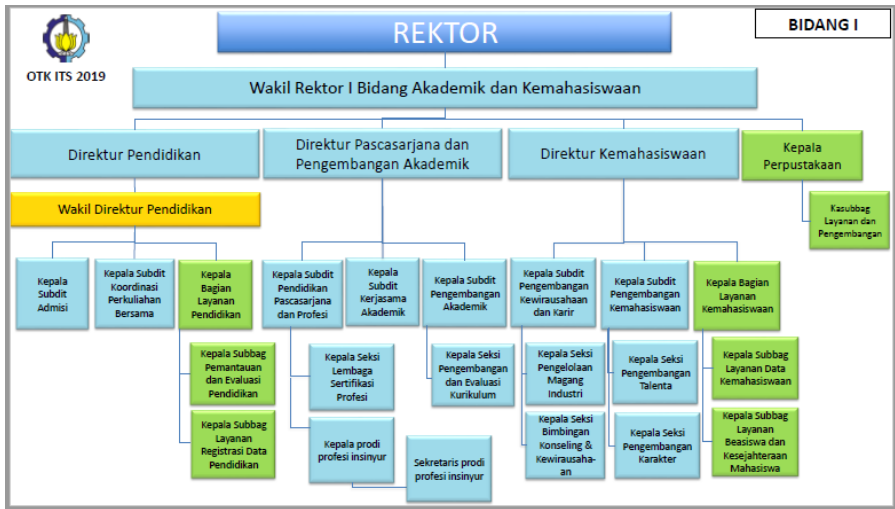 REKTOR
BIDANG I
OTK ITS 2019
Wakil Rektor I Bidang Akademik dan Kemahasiswaan
Direktur Pendidikan
Direktur Pascasarjana dan
Pengembangan Akademik
Direktur Kemahasiswaan
Kepala
Perpustakaan
Wakil Direktur Pendidikan
Kasubbag
Layanan dan
Pengembangan
Kepala
Subdit
Admisi
Kepala Subdit
Koordinasi
Perkuliahan
Bersama
Kepala
Bagian
Layanan
Pendidikan
Kepala Subdit
Pendidikan
Pascasarjana
dan Profesi
Kepala
Subdit
Kerjasama
Akademik
Kepala Subdit
Pengembangan
Akademik
Kepala Subdit
Pengembangan
Kewirausahaan
dan Karir
Kepala Subdit
Pengembangan
Kemahasiswaan
Kepala Bagian
Layanan
Kemahasiswaan
Kepala Subbag
Pemantauan
dan Evaluasi
Pendidikan
Kepala Seksi
Lembaga
Sertifikasi
Profesi
Kepala Seksi
Pengembangan
dan Evaluasi
Kurikulum
Kepala Seksi
Pengelolaan
Magang
Industri
Kepala Seksi
Pengembangan
Talenta
Kepala Subbag
Layanan Data
Kemahasiswaan
Kepala Subbag
Layanan
Registrasi Data
Pendidikan
Kepala prodi
profesi insinyur
Sekretaris prodi
profesi insinyur
Kepala Seksi
Bimbingan
Konseling &
Kewirausaha-
an
Kepala Seksi
Pengembangan
Karakter
Kepala Subbag
Layanan
Beasiswa dan
Kesejahteraan
Mahasiswa